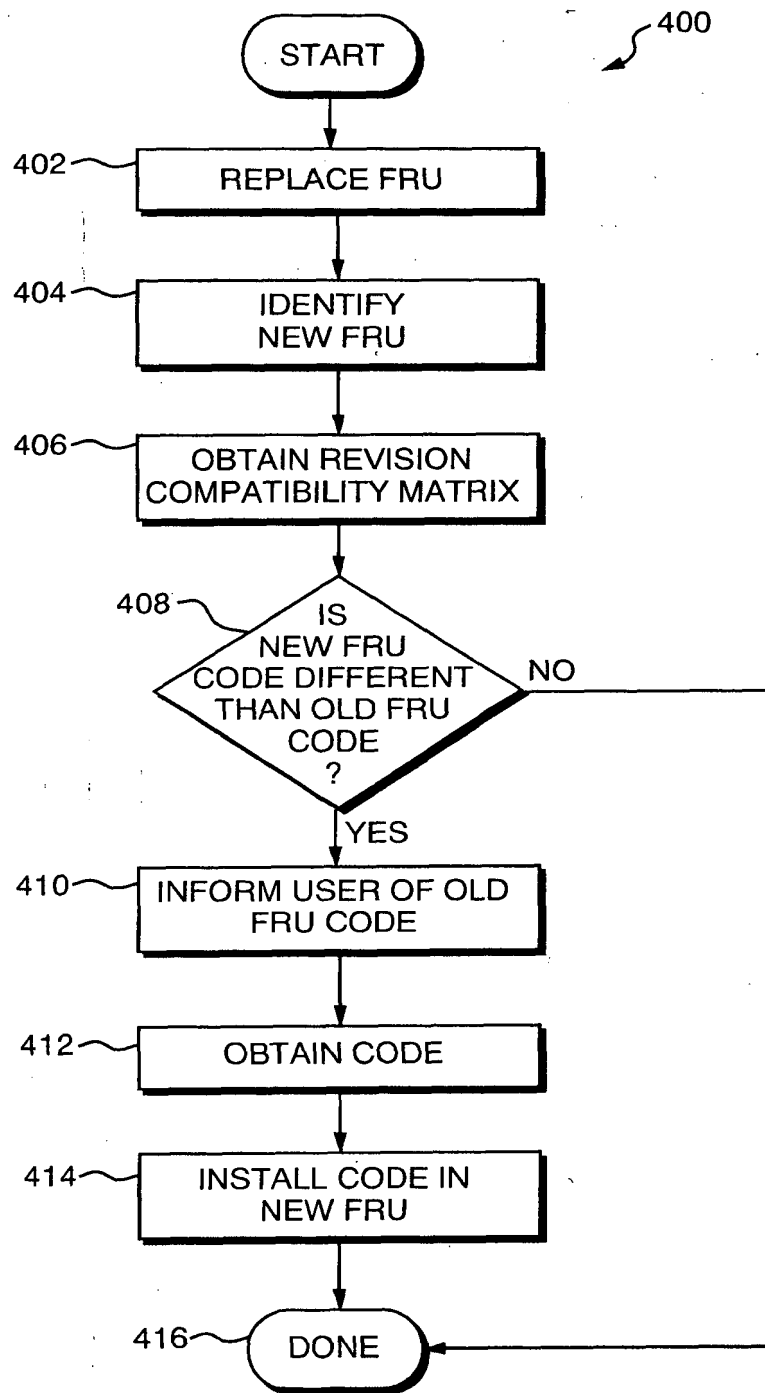 START
400
402
REPLACE FRU
404
IDENTIFY
NEW FRU
406
OBTAIN REVISION
COMPATIBILITY MATRIX
408
IS
NEW FRU
CODE DIFFERENT
THAN OLD FRU
CODE
?
NO
YES
410
INFORM USER OF OLD
FRU CODE
412
OBTAIN CODE
414
INSTALL CODE IN
NEW FRU
416
DONE